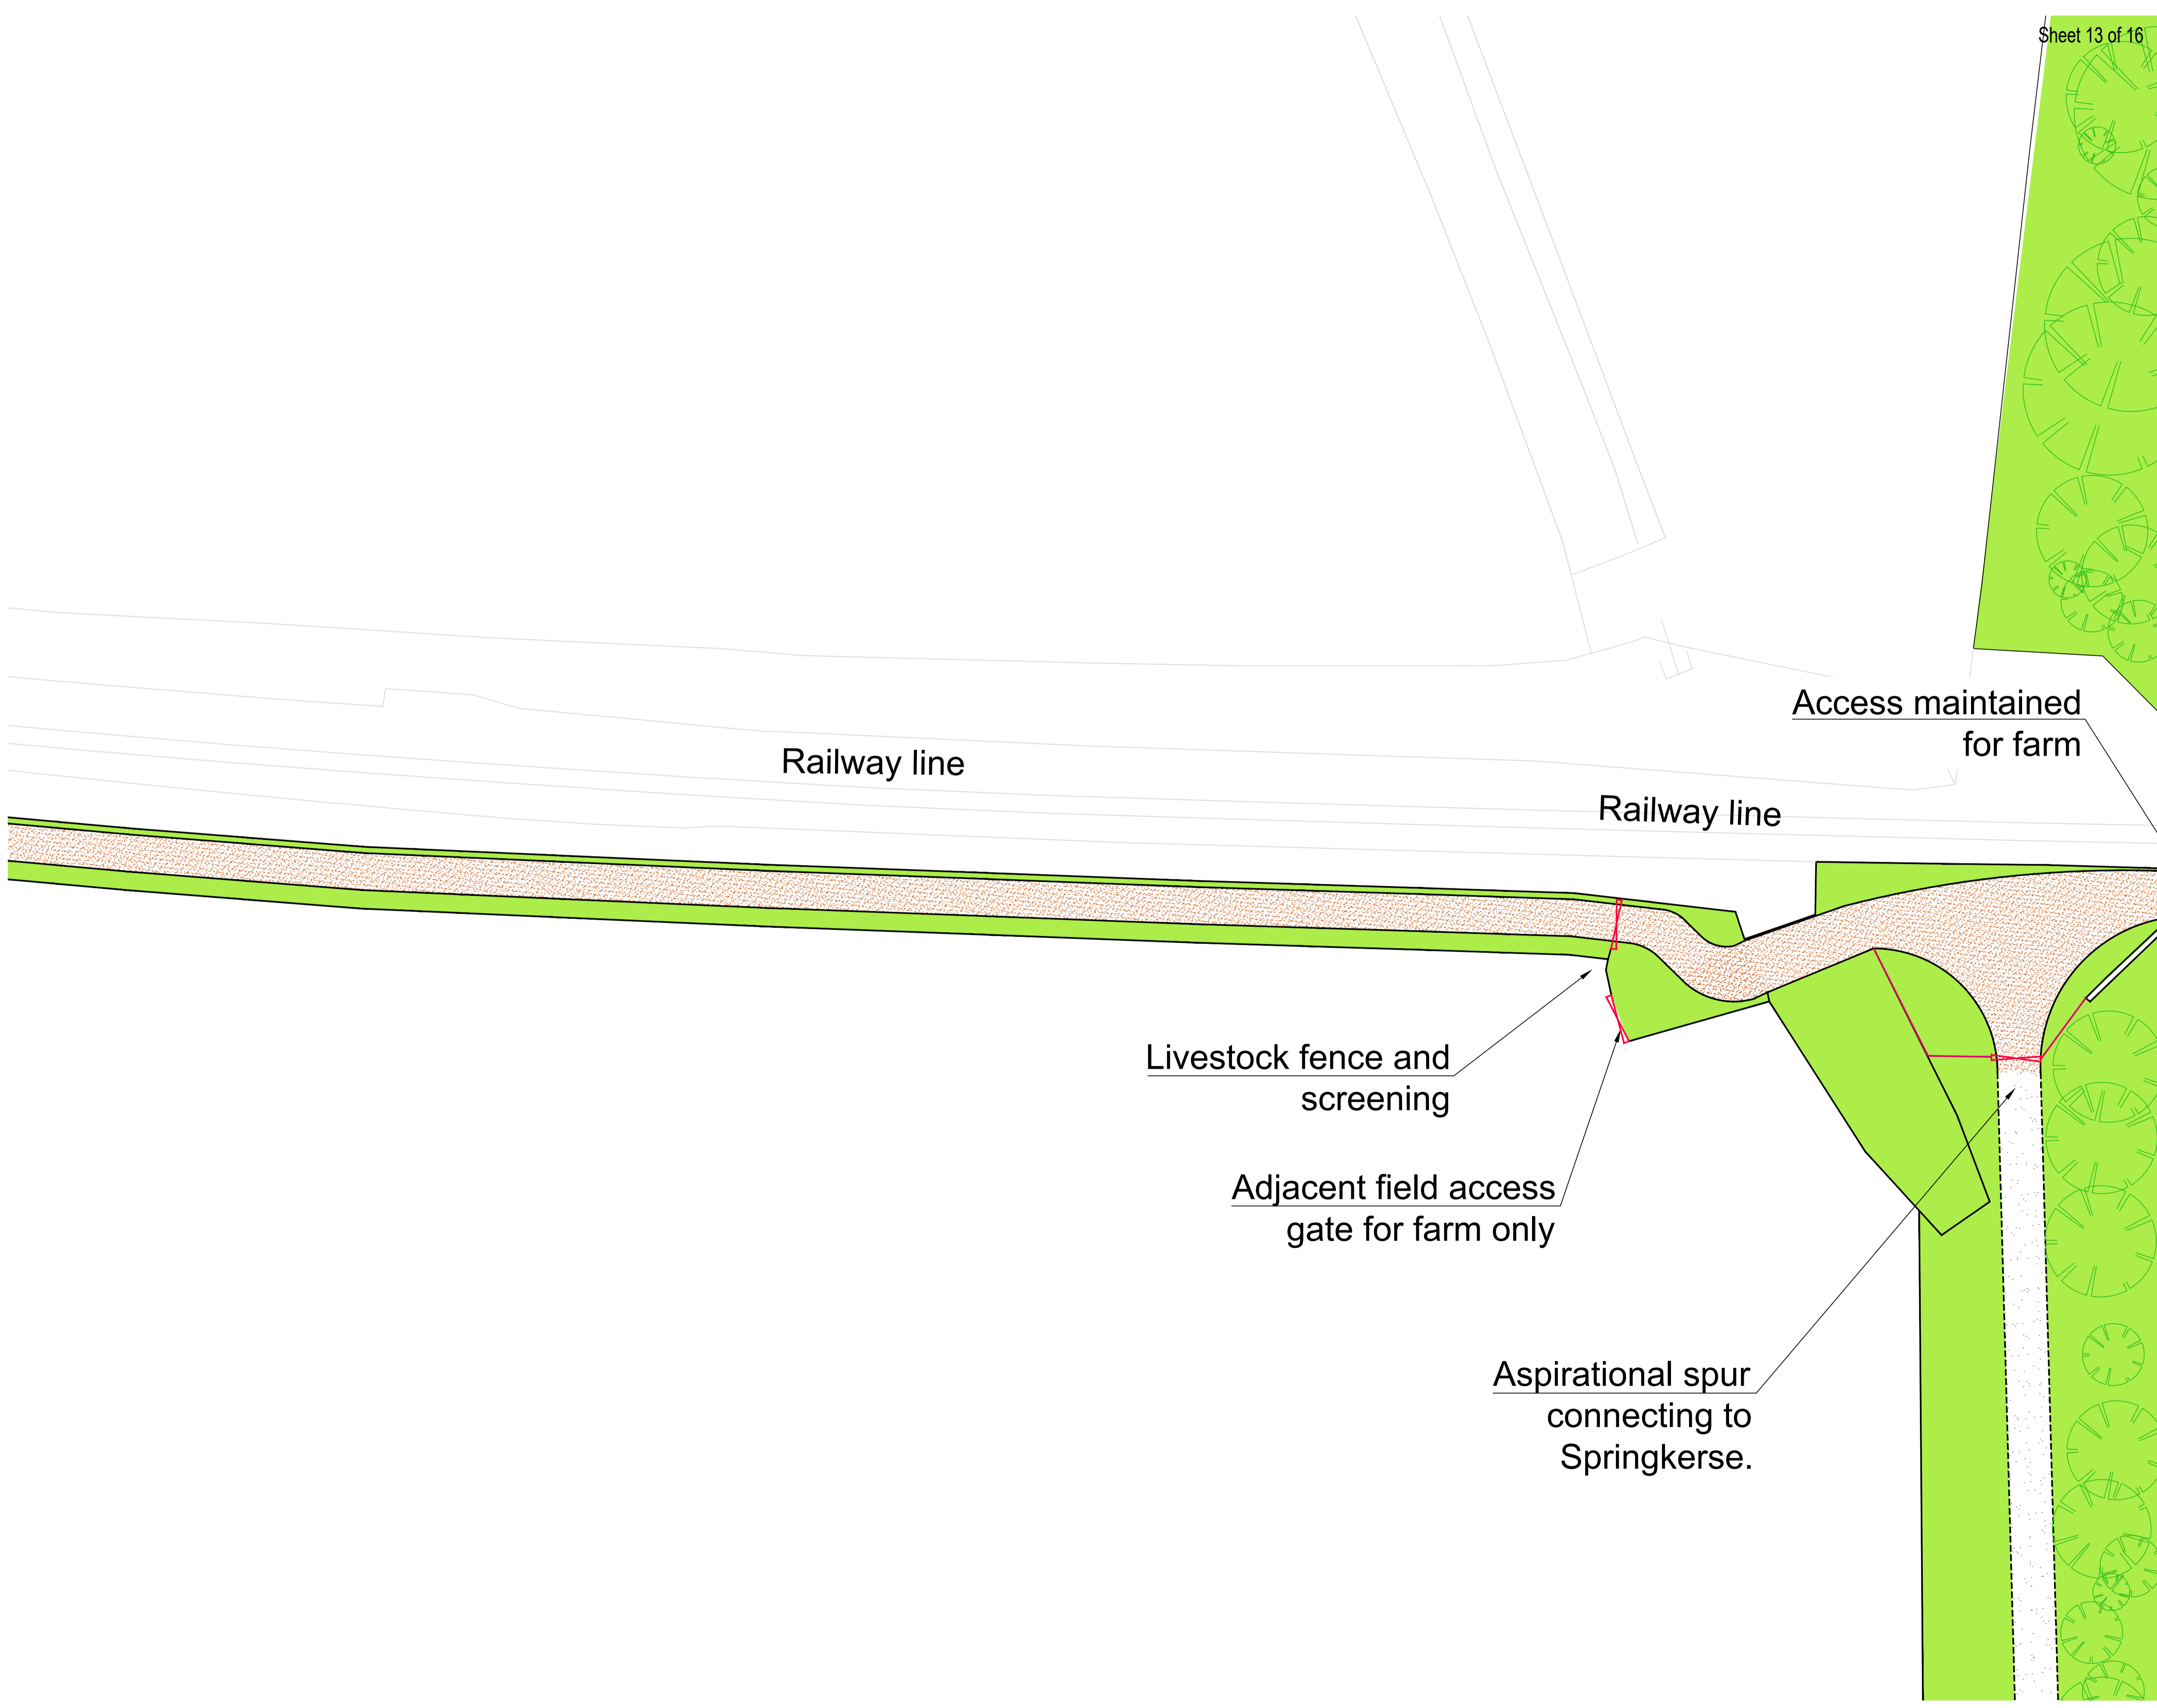 Sheet 13 of 16
Access maintained
for farm
Railway line
Railway line
Livestock fence and
screening
Adjacent field access
gate for farm only
Aspirational spur
connecting to
Springkerse.